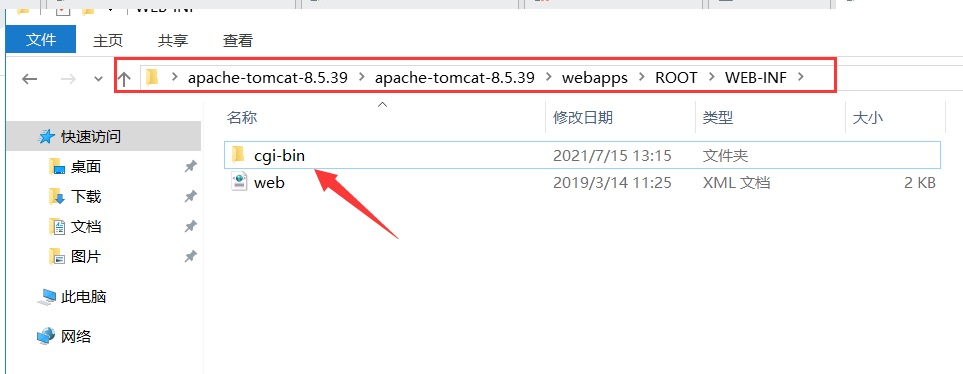 WEB-INF
文件 主页 共享 查看
apache-tomcat-8.5.39 apache-tomcat-8.5.39 webapps ROOT WEB-INF
名称 修改日期 类型 大小
快速访问
cgi-bin 2021/7/15 13:15 文件夹
桌面
web 2019/3/14 11:25 XML 文档 2 KB
下载
文档
图片
此电脑
网络